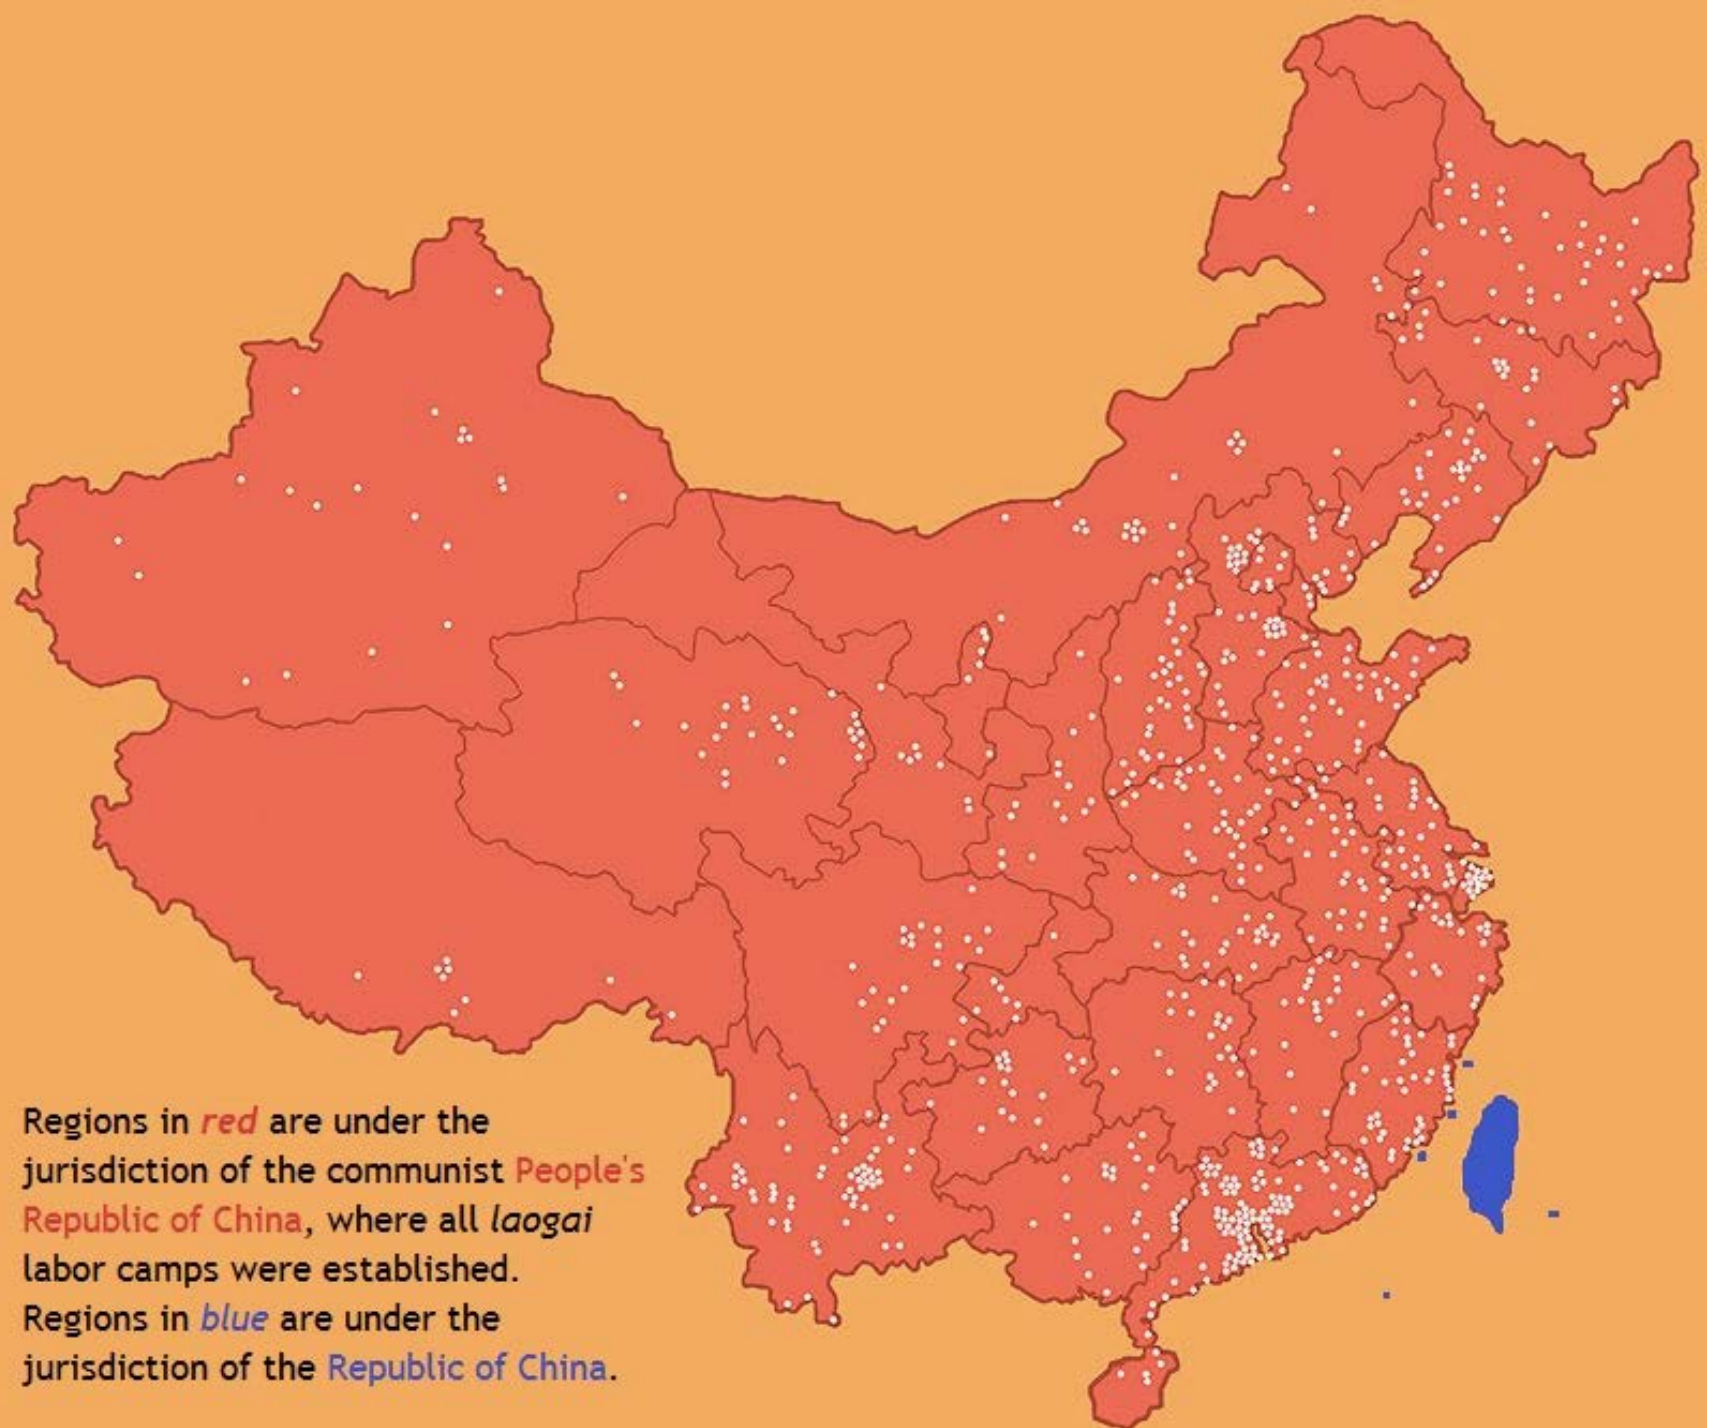 Regions in red are under the
jurisdiction of the communist People's
Republic of China, where all laogai
labor camps were established.
Regions in blue are under the
jurisdiction of the Republic of China.